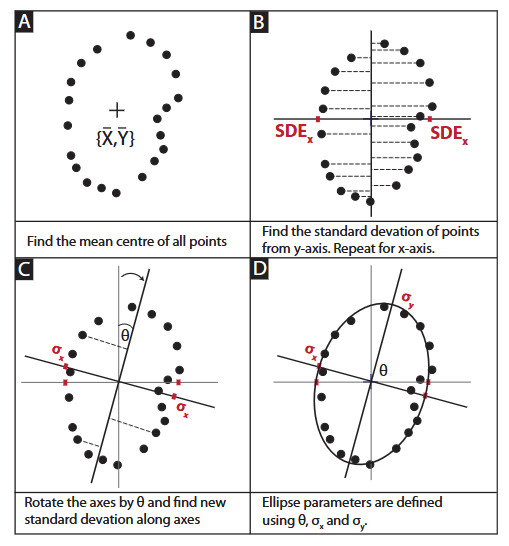 A
{X̄,Ȳ}
Find the mean centre of all points
B
SDEₓ
SDEₓ
Find the standard devation of points
from y-axis. Repeat for x-axis.
C
θ
σₓ
σₓ
Rotate the axes by θ and find new
standard devation along axes
D
σᵧ
σₓ
θ
Ellipse parameters are defined
using θ, σₓ and σᵧ.